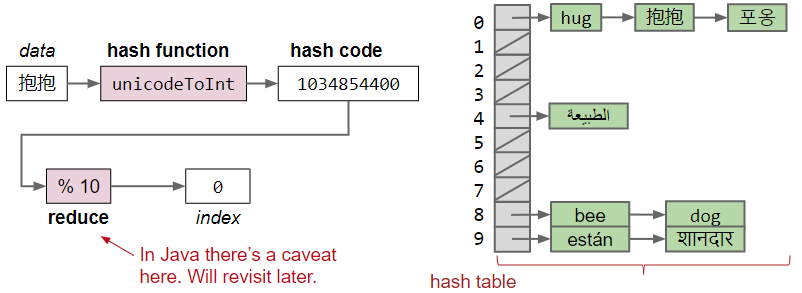 data
hash function
hash code
抱抱
unicodeToInt
1034854400
% 10
0
reduce
index
In Java there's a caveat
here. Will revisit later.
0
hug
抱抱
포옹
1
2
3
4
الطبيعة
5
6
7
8
bee
dog
9
están
शानदार
hash table